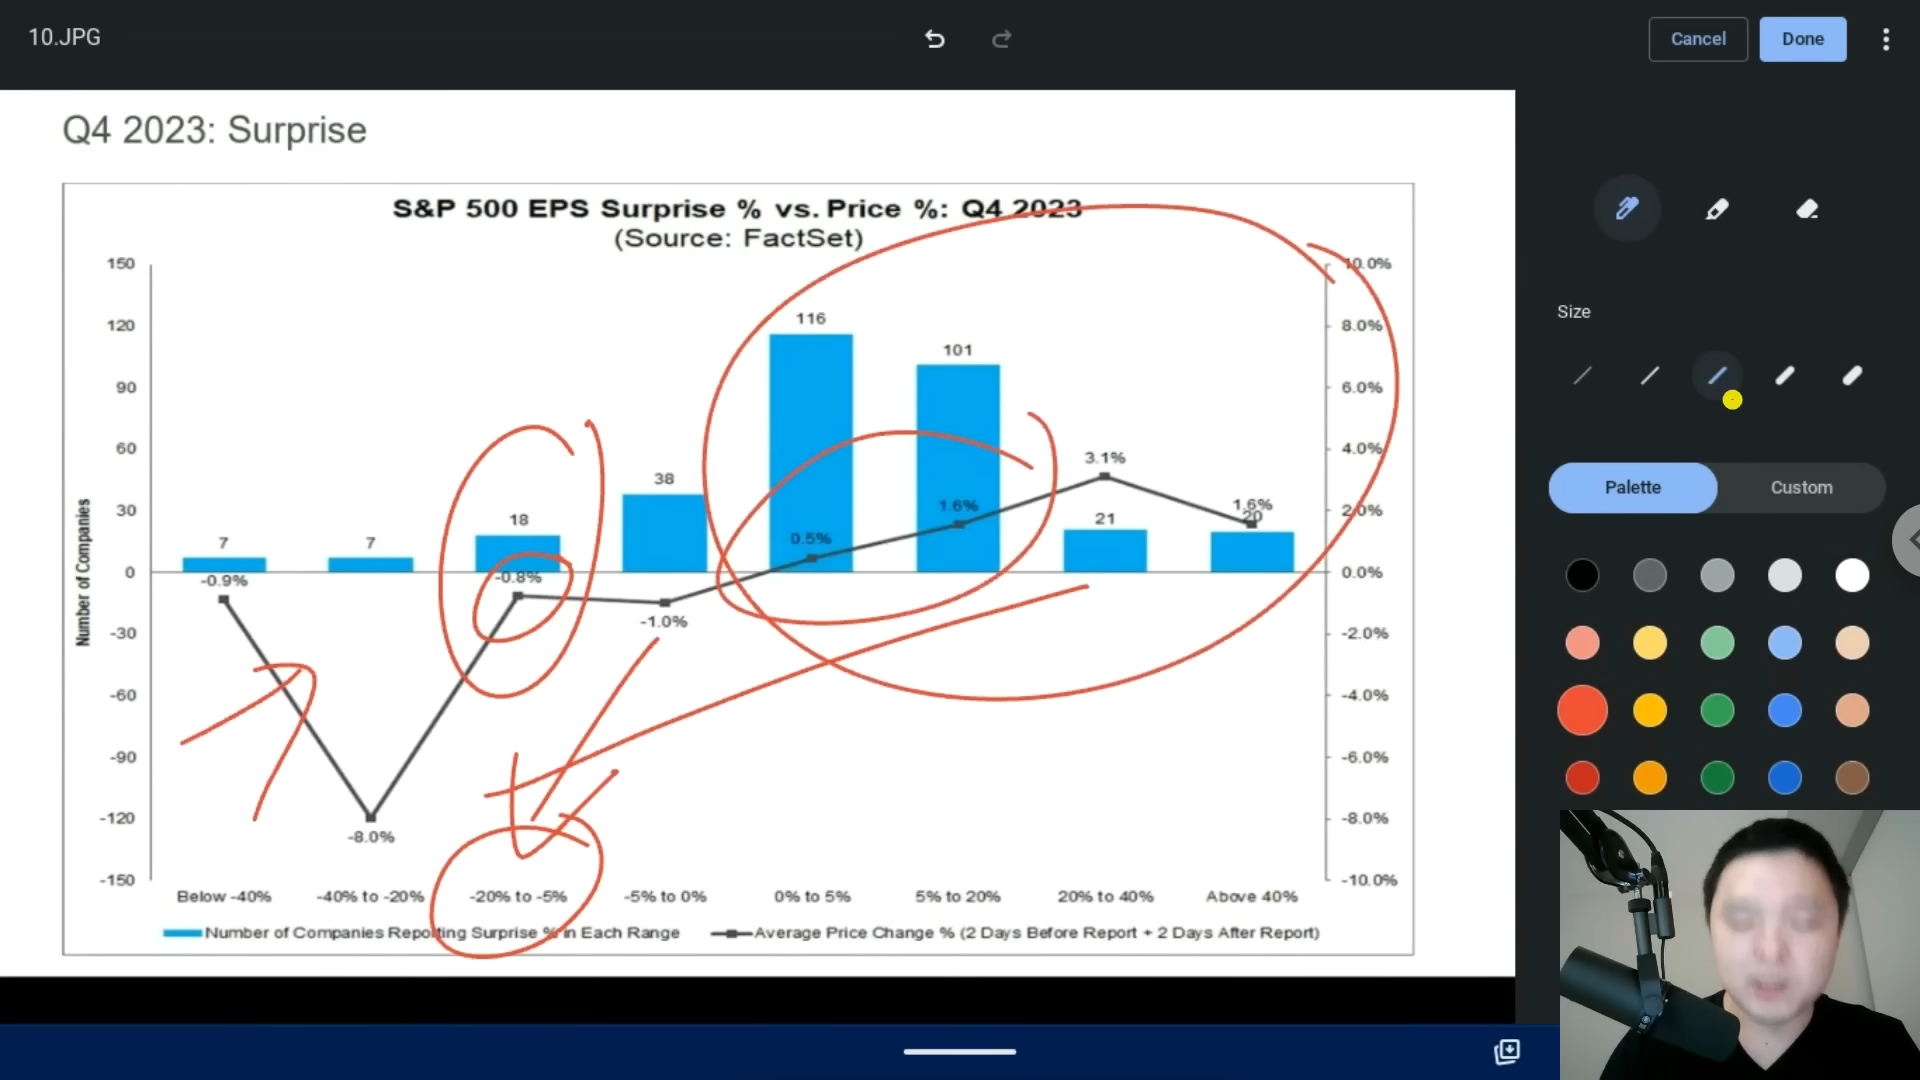 10.JPG
Cancel
Done
Q4 2023: Surprise
S&P 500 EPS Surprise % vs. Price %: Q4 2023
(Source: FactSet)
150
120
90
60
30
0
-30
-60
-90
-120
-150
Number of Companies
7
7
18
38
116
101
21
20
-0.9%
-8.0%
-0.8%
-1.0%
0.5%
1.6%
3.1%
1.6%
10.0%
8.0%
6.0%
4.0%
2.0%
0.0%
-2.0%
-4.0%
-6.0%
-8.0%
-10.0%
Below -40%
-40% to -20%
-20% to -5%
-5% to 0%
0% to 5%
5% to 20%
20% to 40%
Above 40%
Number of Companies Reporting Surprise % in Each Range
Average Price Change % (2 Days Before Report + 2 Days After Report)
Size
Palette
Custom